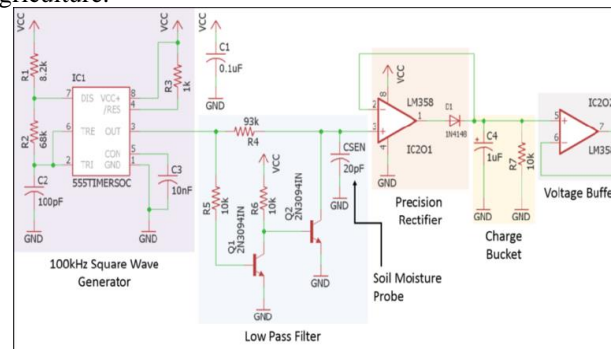 griculture.
VCC
VCC
VCC
R1
8.2k
IC1
7 DIS VCC+ 8
/RES 4
R3
1k
C1
0.1uF
GND
R2
68k
6 TRE OUT 3
CON 5
2 TRI GND 1
555TIMERSOC
C2
100pF
C3
10nF
GND
GND
100kHz Square Wave
Generator
93k
R4
VCC
R5
10k
R6
10k
Q1
2N3094IN
Q2
2N3094IN
CSEN
20pF
GND
GND
GND
Low Pass Filter
Soil Moisture
Probe
VCC
8
LM358
2
3
1
4
IC2O1
GND
D1
1N4148
Precision
Rectifier
C4
1uF
R7
10k
GND
GND
Charge
Bucket
IC2O2
5
6
7
LM35
Voltage Buffe